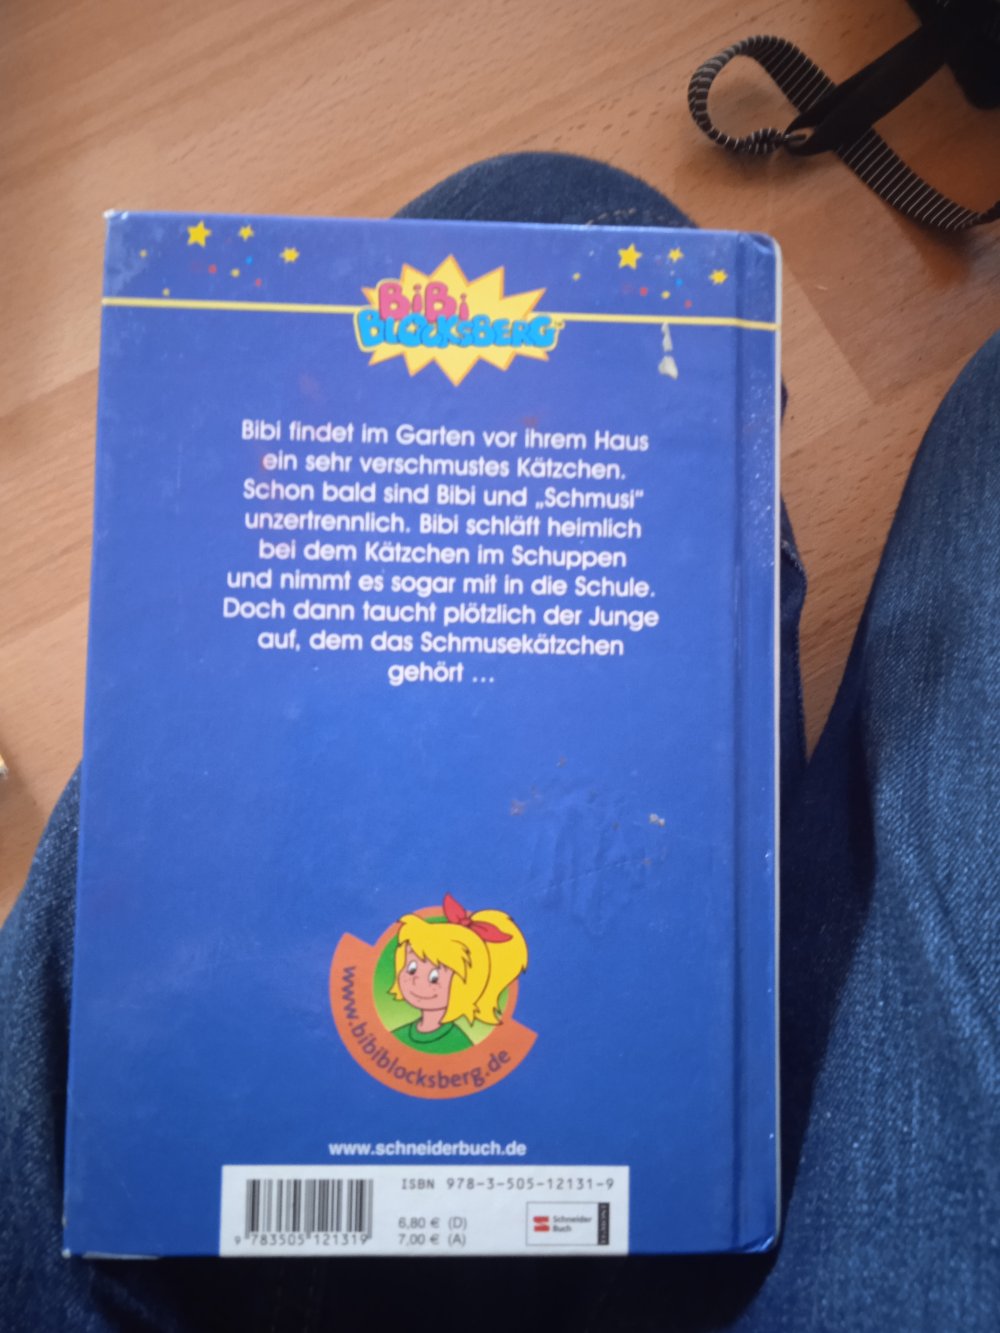 BiBi
BLOCKSBERG™
Bibi findet im Garten vor ihrem Haus
ein sehr verschmustes Kätzchen.
Schon bald sind Bibi und „Schmusi“
unzertrennlich. Bibi schläft heimlich
bei dem Kätzchen im Schuppen
und nimmt es sogar mit in die Schule.
Doch dann taucht plötzlich der Junge
auf, dem das Schmusekätzchen
gehört ...
www.bibiblocksberg.de
www.schneiderbuch.de
ISBN 978-3-505-12131-9
6,80 € (D)
7,00 € (A)
9 783505 121319
Schneider
Buch